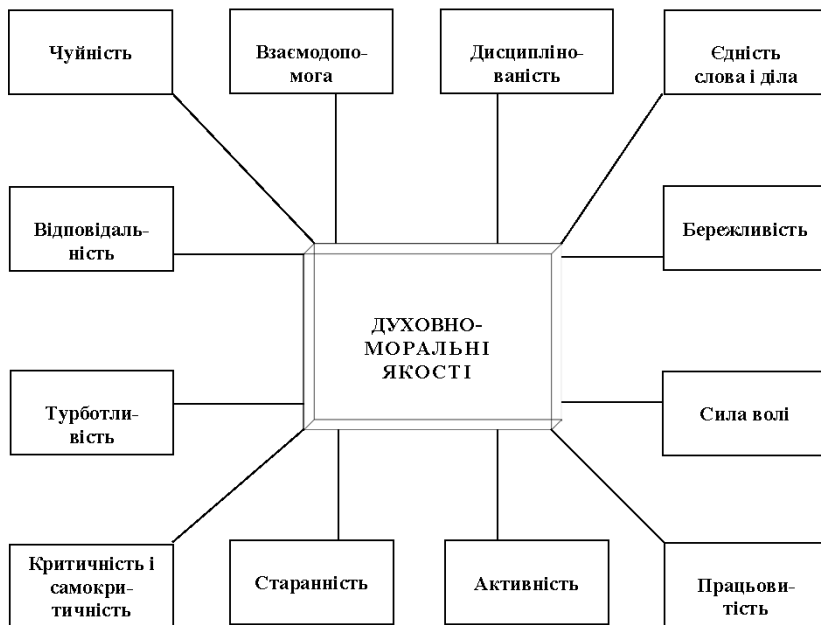 Чуйність
Взаємодопо-
мога
Дисципліно-
ваність
Єдність
слова і діла
Відповідаль-
ність
Бережливість
ДУХОВНО-
МОРАЛЬНІ
ЯКОСТІ
Турботли-
вість
Сила волі
Критичність і
самокри-
тичність
Старанність
Активність
Працьови-
тість